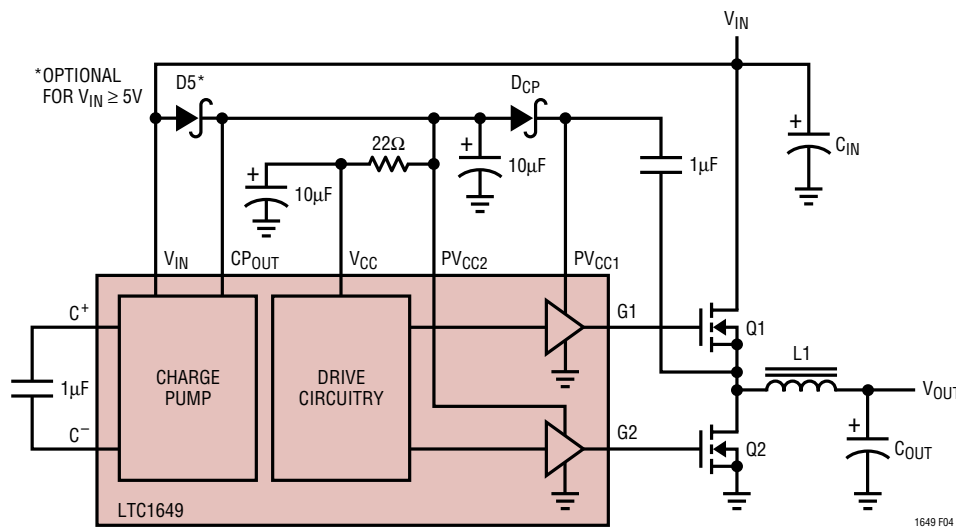 V_IN
*OPTIONAL
FOR V_IN ≥ 5V
D5*
D_CP
+
C_IN
22Ω
+
10µF
+
10µF
1µF
V_IN
CP_OUT
V_CC
PV_CC2
PV_CC1
C+
1µF
C−
CHARGE
PUMP
DRIVE
CIRCUITRY
G1
Q1
L1
V_OUT
+
C_OUT
G2
Q2
LTC1649
1649 F04